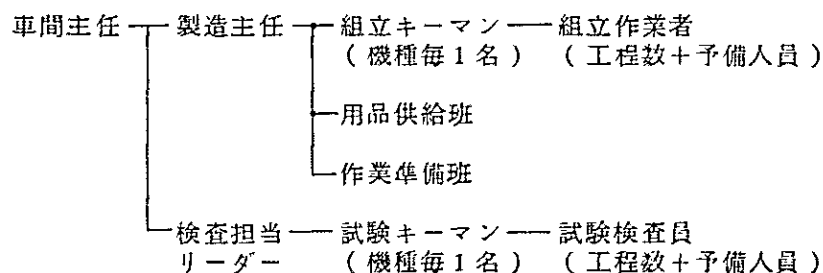 車間主任 製造主任 組立キーマン 組立作業者
(機種毎1名) (工程数+予備人員)
用品供給班
作業準備班
検査担当 試験キーマン 試験検査員
リーダー (機種毎1名) (工程数+予備人員)